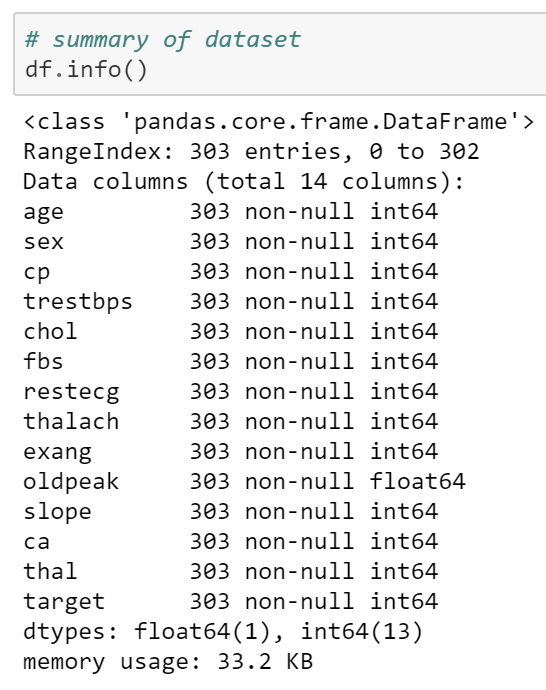 # summary of dataset
df.info()
<class 'pandas.core.frame.DataFrame'>
RangeIndex: 303 entries, 0 to 302
Data columns (total 14 columns):
age         303 non-null int64
sex         303 non-null int64
cp          303 non-null int64
trestbps    303 non-null int64
chol        303 non-null int64
fbs         303 non-null int64
restecg     303 non-null int64
thalach     303 non-null int64
exang       303 non-null int64
oldpeak     303 non-null float64
slope       303 non-null int64
ca          303 non-null int64
thal        303 non-null int64
target      303 non-null int64
dtypes: float64(1), int64(13)
memory usage: 33.2 KB